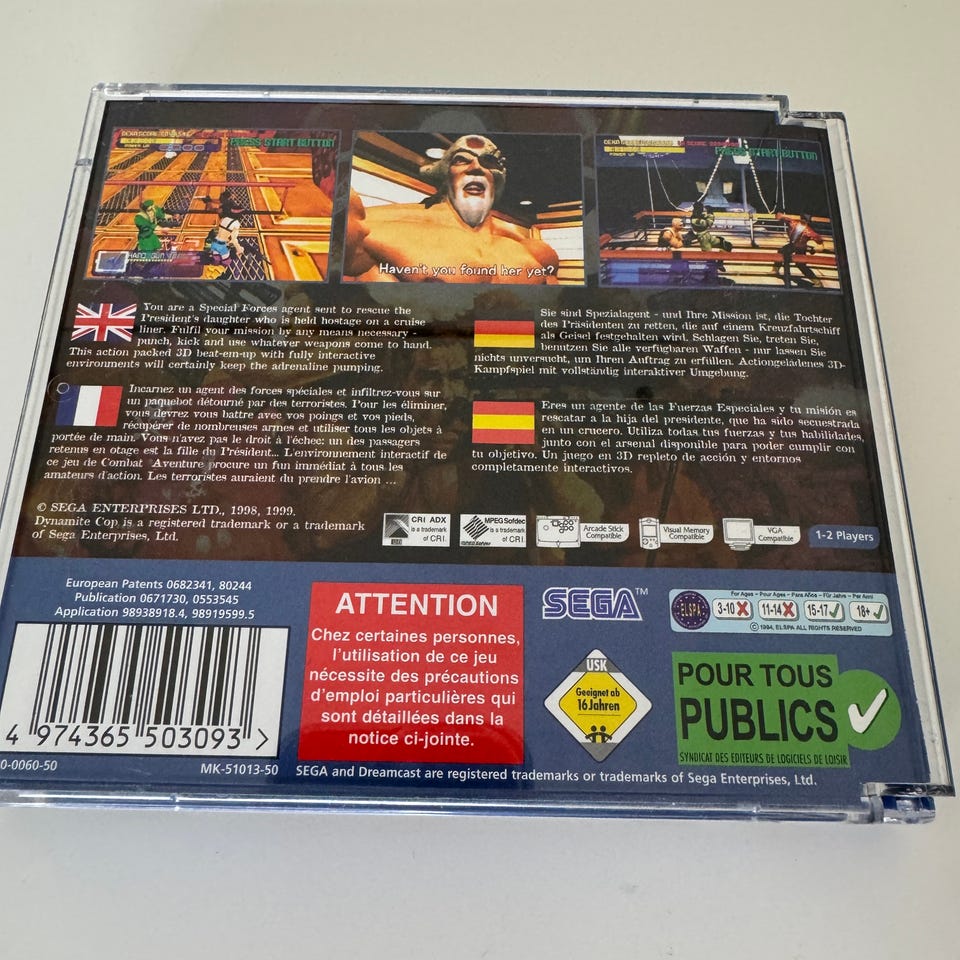 PRESS START BUTTON
Haven't you found her yet?
PRESS START BUTTON
You are a Special Forces agent sent to rescue the
President's daughter who is held hostage on a cruise
liner. Fulfil your mission by any means necessary -
punch, kick and use whatever weapons come to hand.
This action packed 3D beat-em-up with fully interactive
environments will certainly keep the adrenaline pumping.
Sie sind Spezialagent - und Ihre Mission ist, die Tochter
des Präsidenten zu retten, die auf einem Kreuzfahrtschiff
als Geisel festgehalten wird. Schlagen Sie, treten Sie,
benutzen Sie alle verfügbaren Waffen - nur lassen Sie
nichts unversucht, um Ihren Auftrag zu erfüllen. Actiongeladenes 3D-
Kampfspiel mit vollständig interaktiver Umgebung.
Incarnez un agent des forces spéciales et infiltrez-vous sur
un paquebot détourné par des terroristes. Pour les éliminer,
vous devrez vous battre avec vos poings et vos pieds,
récupérer de nombreuses armes et utiliser tous les objets à
portée de main. Vous n'avez pas le droit à l'échec: un des passagers
retenus en otage est la fille du Président... L'environnement interactif de
ce jeu de Combat Aventure procure un fun immédiat à tous les
amateurs d'action. Les terroristes auraient du prendre l'avion ...
Eres un agente de las Fuerzas Especiales y tu misión es
rescatar a la hija del presidente, que ha sido secuestrada
en un crucero. Utiliza todas tus fuerzas y tus habilidades,
junto con el arsenal disponible para poder cumplir con
tu objetivo. Un juego en 3D repleto de acción y entornos
completamente interactivos.
© SEGA ENTERPRISES LTD., 1998, 1999.
Dynamite Cop is a registered trademark or a trademark
of Sega Enterprises, Ltd.
CRI ADX
is a trademark
of CRI.
MPEG Sofdec
is a trademark
of CRI.
Arcade Stick
Compatible
Visual Memory
Compatible
VGA
Compatible
1-2 Players
European Patents 0682341, 80244
Publication 0671730, 0553545
Application 98938918.4, 98919599.5
4 974365 503093 >
0-0060-50
MK-51013-50
ATTENTION
Chez certaines personnes,
l'utilisation de ce jeu
nécessite des précautions
d'emploi particulières qui
sont détaillées dans la
notice ci-jointe.
SEGA™
For Ages - Pour Ages - Para Años - Für Jahre - Per Anni
ELSPA
3-10
11-14
15-17
18+
© 1994, ELSPA ALL RIGHTS RESERVED
USK
Geeignet ab
16 Jahren
POUR TOUS
PUBLICS
SYNDICAT DES EDITEURS DE LOGICIELS DE LOISIR
SEGA and Dreamcast are registered trademarks or trademarks of Sega Enterprises, Ltd.